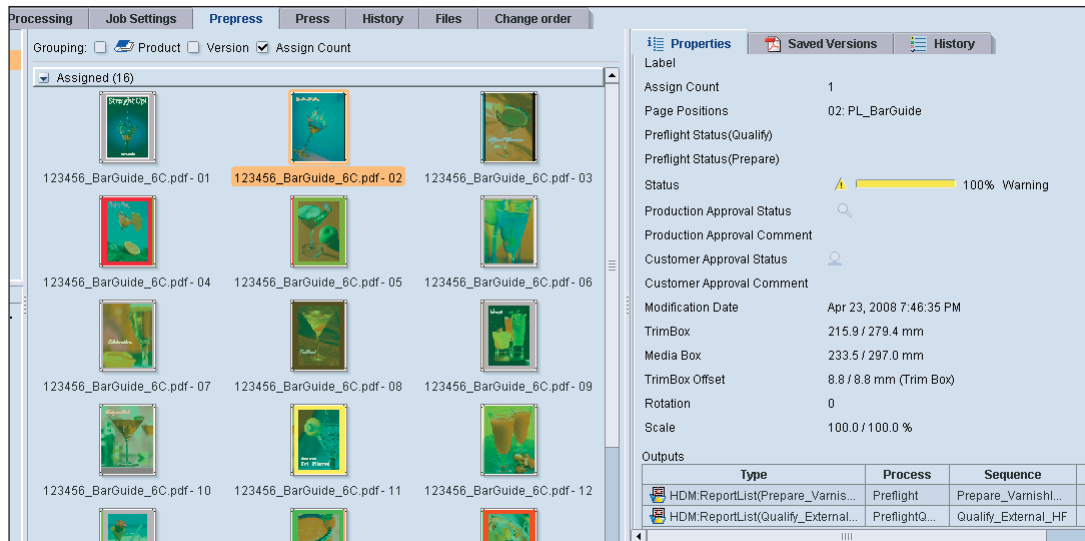 Processing Job Settings Prepress Press History Files Change order
Grouping: Product Version Assign Count
Assigned (16)
Straight Up!
123456_BarGuide_6C.pdf - 01 123456_BarGuide_6C.pdf - 02 123456_BarGuide_6C.pdf - 03
123456_BarGuide_6C.pdf - 04 123456_BarGuide_6C.pdf - 05 123456_BarGuide_6C.pdf - 06
123456_BarGuide_6C.pdf - 07 123456_BarGuide_6C.pdf - 08 123456_BarGuide_6C.pdf - 09
123456_BarGuide_6C.pdf - 10 123456_BarGuide_6C.pdf - 11 123456_BarGuide_6C.pdf - 12
Properties Saved Versions History
Label
Assign Count 1
Page Positions 02: PL_BarGuide
Preflight Status(Qualify)
Preflight Status(Prepare)
Status 100% Warning
Production Approval Status
Production Approval Comment
Customer Approval Status
Customer Approval Comment
Modification Date Apr 23, 2008 7:46:35 PM
TrimBox 215.9 / 279.4 mm
Media Box 233.5 / 297.0 mm
TrimBox Offset 8.8 / 8.8 mm (Trim Box)
Rotation 0
Scale 100.0 / 100.0 %
Outputs
Type Process Sequence
HDM:ReportList(Prepare_Varnis... Preflight Prepare_VarnishI...
HDM:ReportList(Qualify_External... PreflightQ... Qualify_External_HF